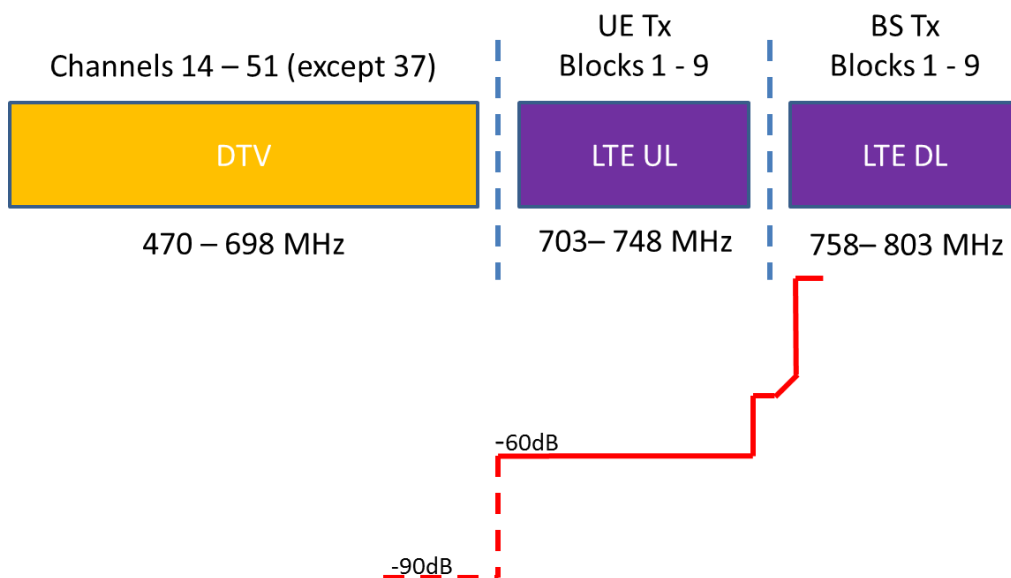 UE Tx
BS Tx
Channels 14 – 51 (except 37)
Blocks 1 - 9
Blocks 1 - 9
DTV
LTE UL
LTE DL
470 – 698 MHz
703– 748 MHz
758– 803 MHz
-60dB
-90dB